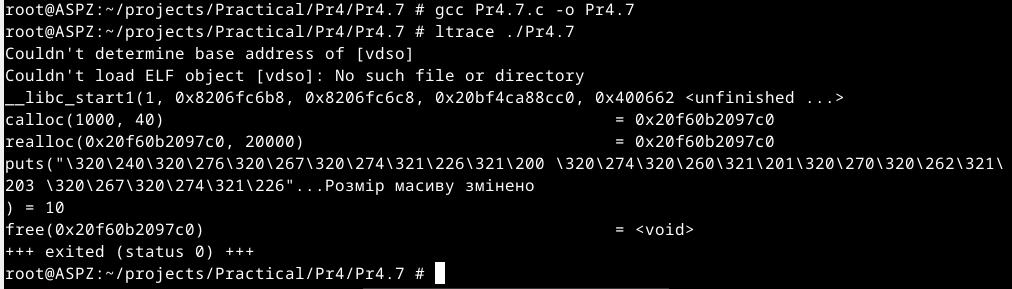 root@ASPZ:~/projects/Practical/Pr4/Pr4.7 # gcc Pr4.7.c -o Pr4.7
root@ASPZ:~/projects/Practical/Pr4/Pr4.7 # ltrace ./Pr4.7
Couldn't determine base address of [vdso]
Couldn't load ELF object [vdso]: No such file or directory
__libc_start1(1, 0x8206fc6b8, 0x8206fc6c8, 0x20bf4ca88cc0, 0x400662 <unfinished ...>
calloc(1000, 40) = 0x20f60b2097c0
realloc(0x20f60b2097c0, 20000) = 0x20f60b2097c0
puts("\320\240\320\276\320\267\320\274\321\226\321\200 \320\274\320\260\321\201\320\270\320\262\321\
203 \320\267\320\274\321\226"...Розмір масиву змінено
) = 10
free(0x20f60b2097c0) = <void>
+++ exited (status 0) +++
root@ASPZ:~/projects/Practical/Pr4/Pr4.7 #